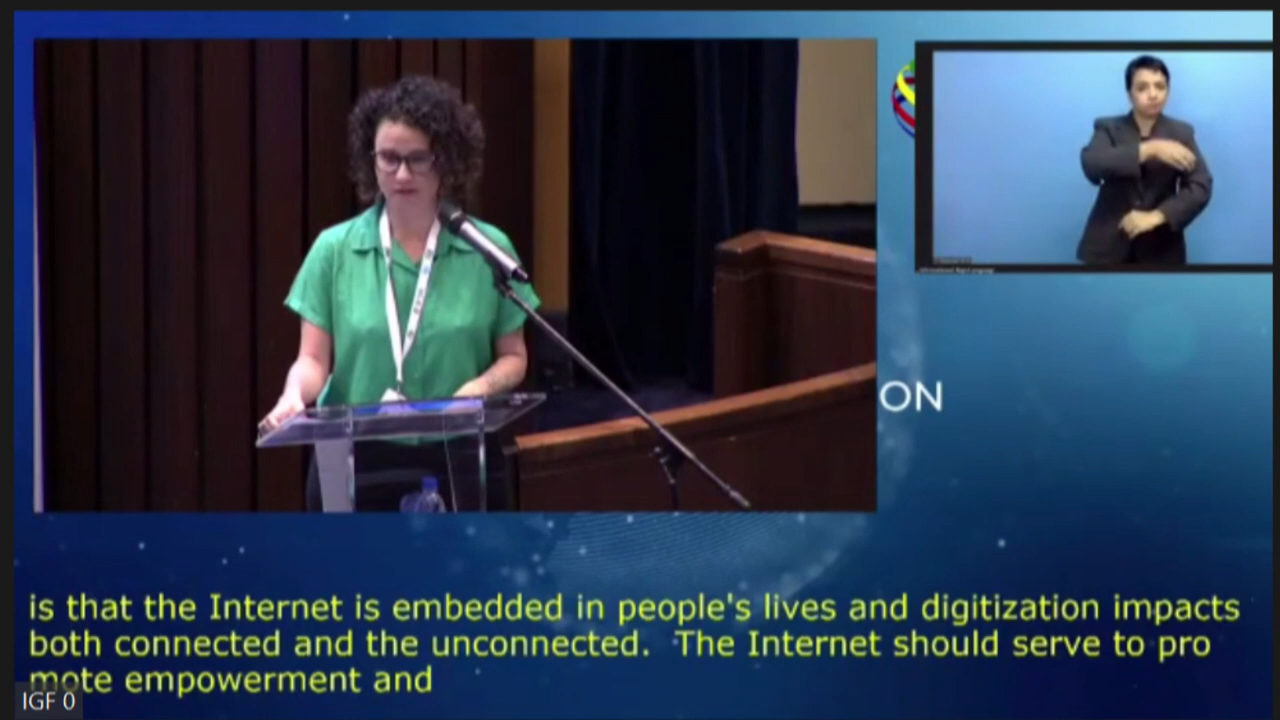 ON
is that the Internet is embedded in people's lives and digitization impacts
both connected and the unconnected.  The Internet should serve to pro
mote empowerment and
IGF 0